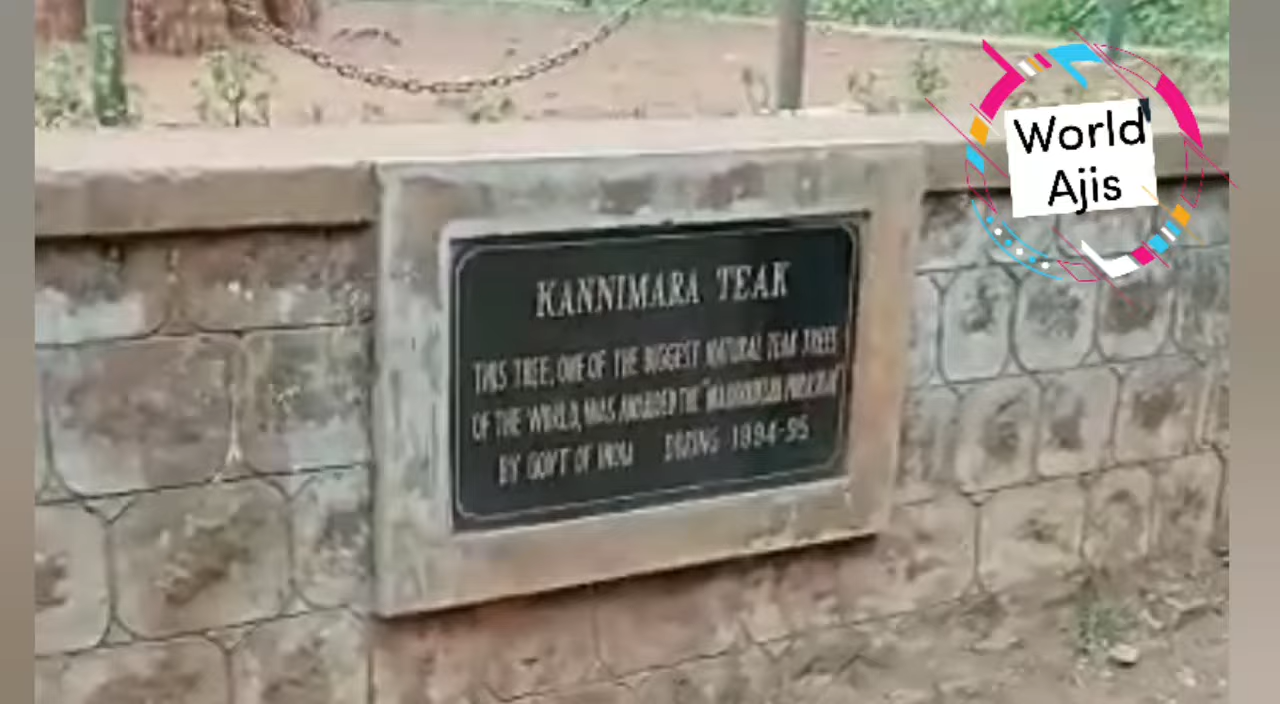 World
Ajis
KANNIMARA TEAK
THIS TREE, ONE OF THE BIGGEST NATURAL TEAK TREES
OF THE WORLD, WAS AWARDED THE
BY GOVT OF INDIA DURING 1994-95